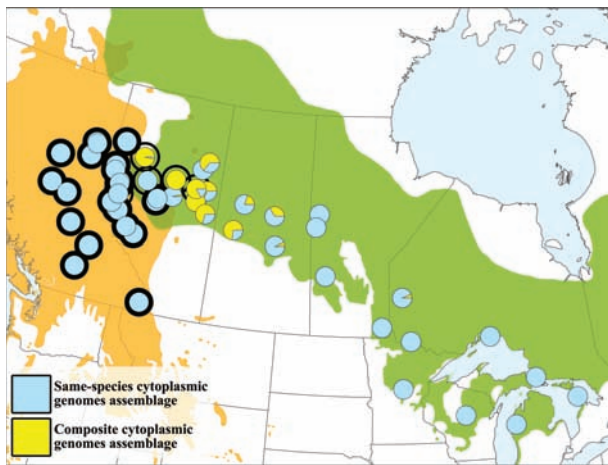 Same-species cytoplasmic
genomes assemblage
Composite cytoplasmic
genomes assemblage